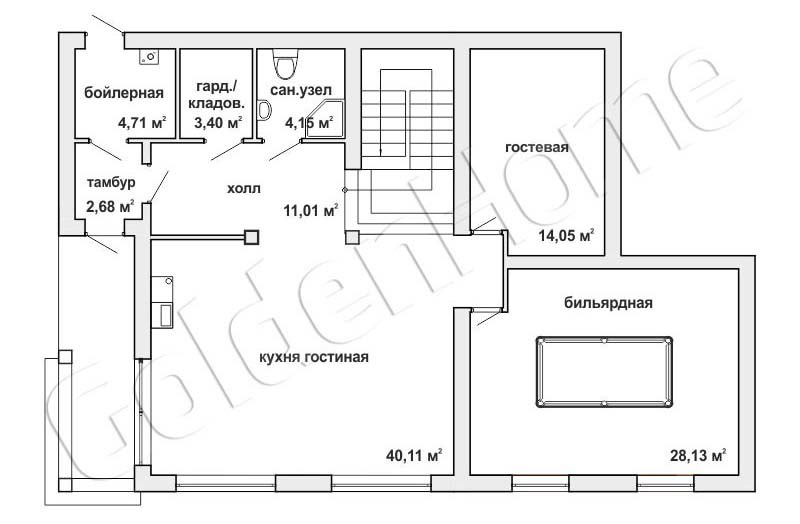 бойлерная
4,71 м²
гард./
кладов.
3,40 м²
сан.узел
4,15 м²
гостевая
14,05 м²
тамбур
2,68 м²
холл
11,01 м²
бильярдная
28,13 м²
кухня гостиная
40,11 м²
GoldenHome